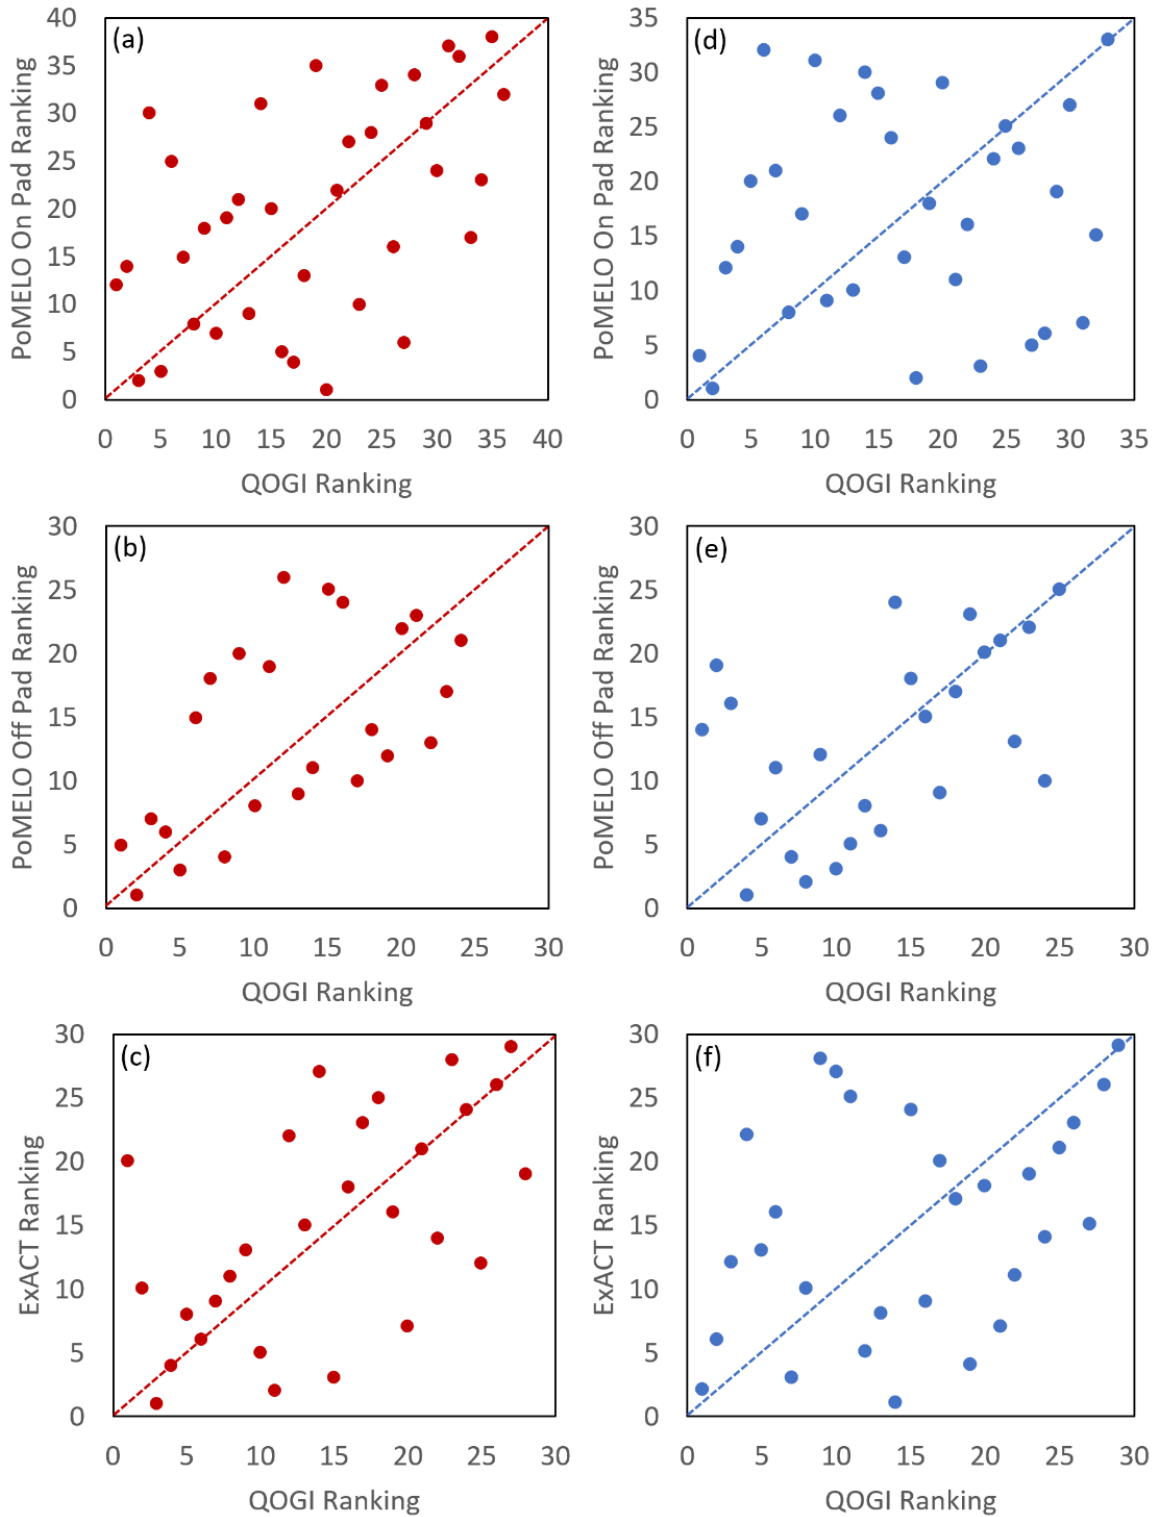 (a)
40
35
30
25
20
15
10
5
0
PoMELO On Pad Ranking
0 5 10 15 20 25 30 35 40
QOGI Ranking
(d)
35
30
25
20
15
10
5
0
PoMELO On Pad Ranking
0 5 10 15 20 25 30 35
QOGI Ranking
(b)
30
25
20
15
10
5
0
PoMELO Off Pad Ranking
0 5 10 15 20 25 30
QOGI Ranking
(e)
30
25
20
15
10
5
0
PoMELO Off Pad Ranking
0 5 10 15 20 25 30
QOGI Ranking
(c)
30
25
20
15
10
5
0
ExACT Ranking
0 5 10 15 20 25 30
QOGI Ranking
(f)
30
25
20
15
10
5
0
ExACT Ranking
0 5 10 15 20 25 30
QOGI Ranking